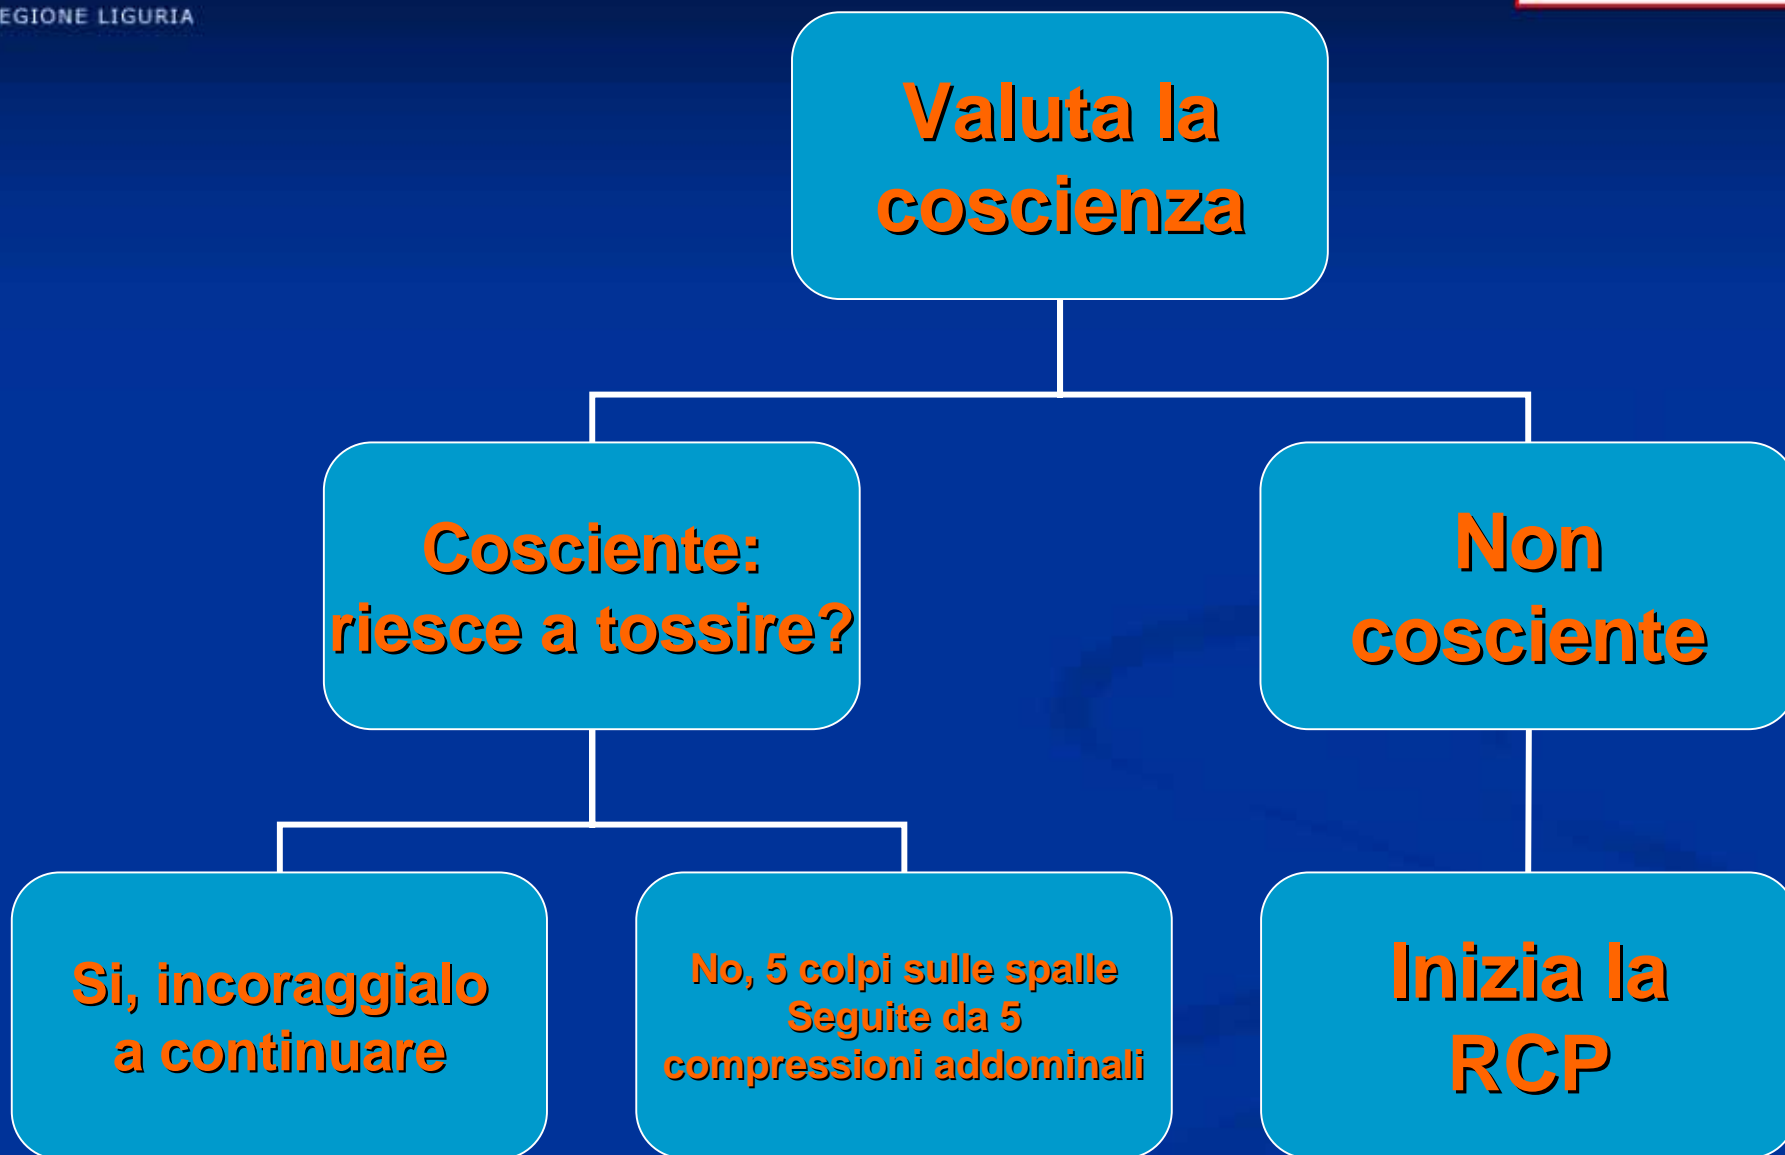 EGIONE LIGURIA
Valuta la
coscienza
Cosciente:
riesce a tossire?
Non
cosciente
Si, incoraggialo
a continuare
No, 5 colpi sulle spalle
Seguite da 5
compressioni addominali
Inizia la
RCP